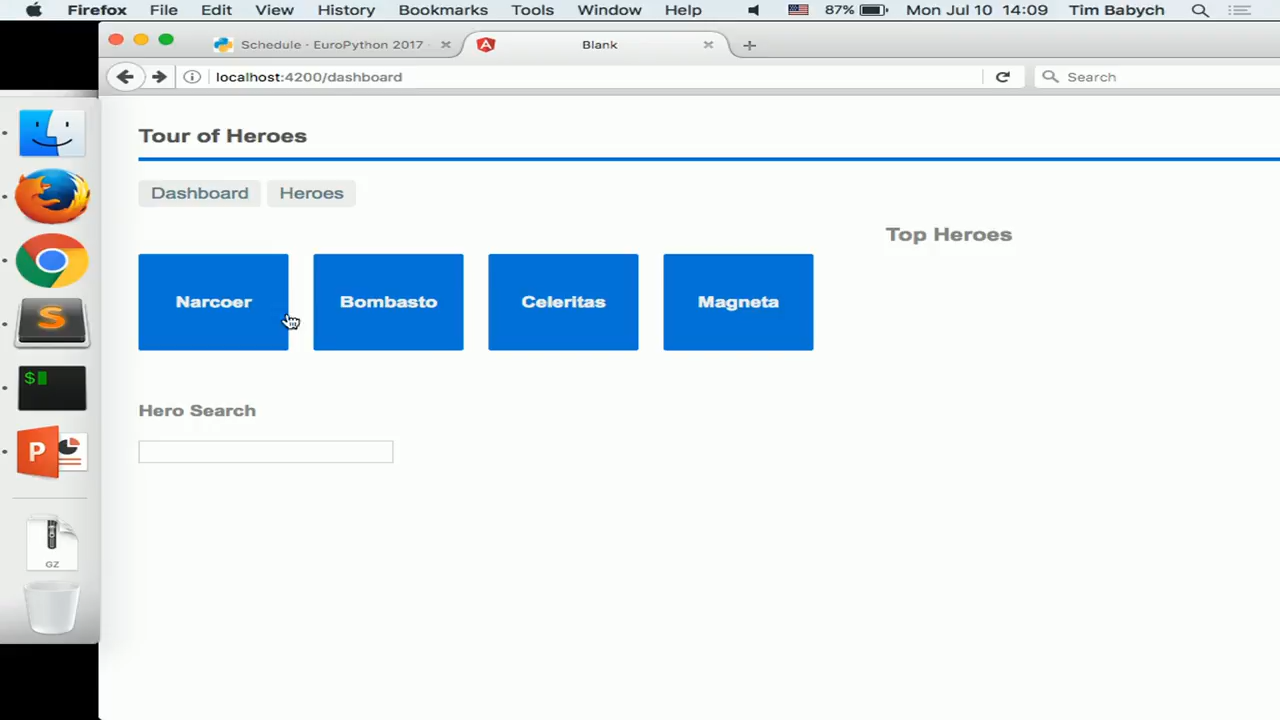 Firefox File Edit View History Bookmarks Tools Window Help 87% Mon Jul 10 14:09 Tim Babych
Schedule · EuroPython 2017 Blank
localhost:4200/dashboard Search
Tour of Heroes
Dashboard Heroes
Top Heroes
Narcoer Bombasto Celeritas Magneta
Hero Search
S
$
P
GZ